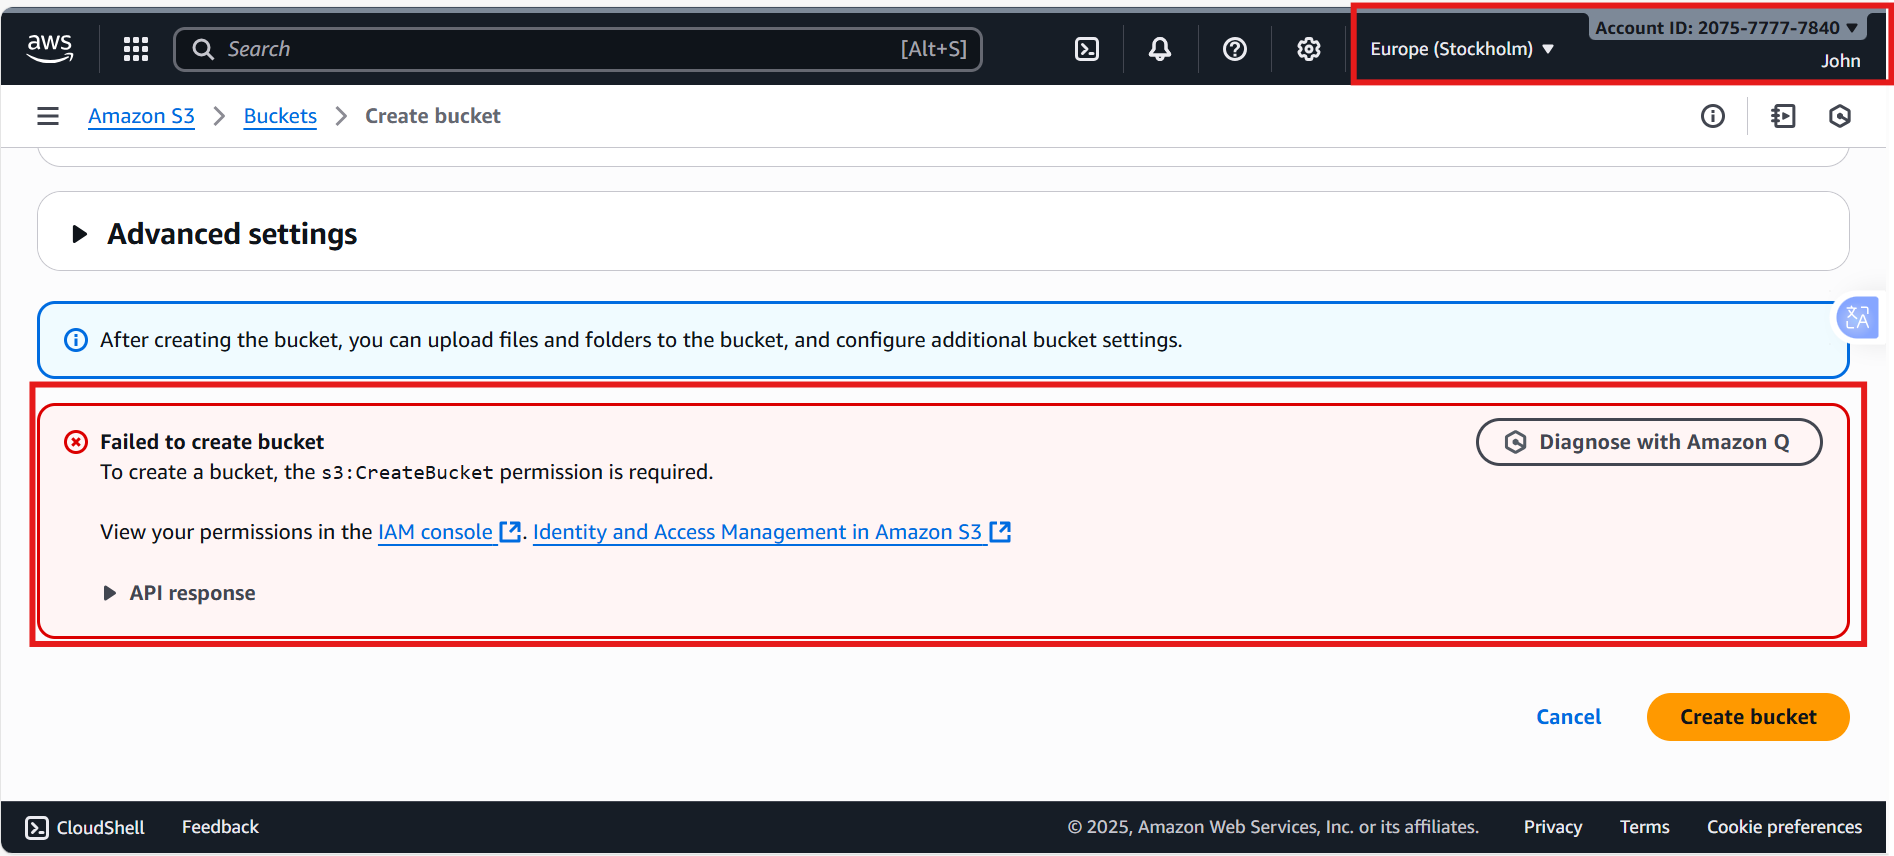 aws
Search
[Alt+S]
Europe (Stockholm)
Account ID: 2075-7777-7840
John
Amazon S3
Buckets
Create bucket
Advanced settings
After creating the bucket, you can upload files and folders to the bucket, and configure additional bucket settings.
Failed to create bucket
Diagnose with Amazon Q
To create a bucket, the s3:CreateBucket permission is required.
View your permissions in the IAM console. Identity and Access Management in Amazon S3
API response
Cancel
Create bucket
CloudShell
Feedback
© 2025, Amazon Web Services, Inc. or its affiliates.
Privacy
Terms
Cookie preferences